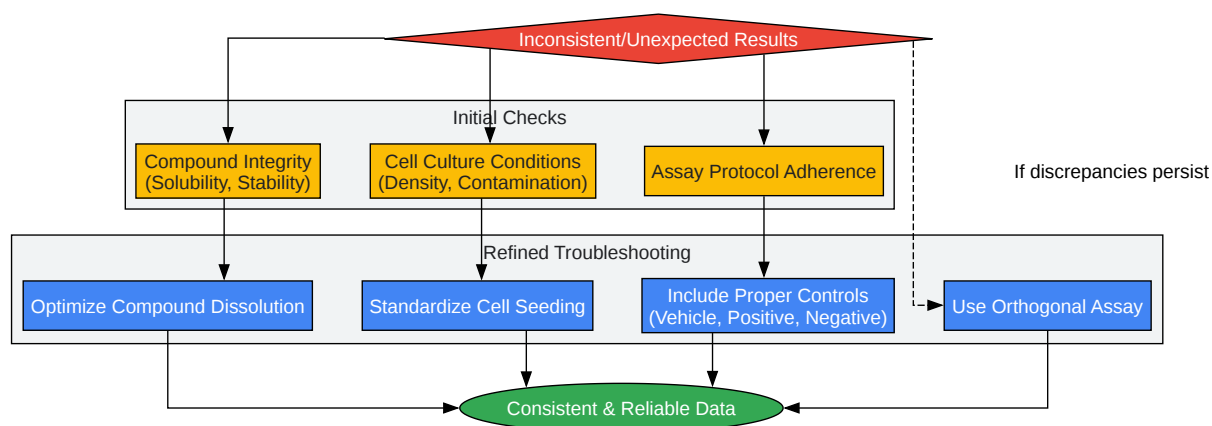 Inconsistent/Unexpected Results
Initial Checks
Compound Integrity
(Solubility, Stability)
Cell Culture Conditions
(Density, Contamination)
Assay Protocol Adherence
If discrepancies persist
Refined Troubleshooting
Optimize Compound Dissolution
Standardize Cell Seeding
Include Proper Controls
(Vehicle, Positive, Negative)
Use Orthogonal Assay
Consistent & Reliable Data